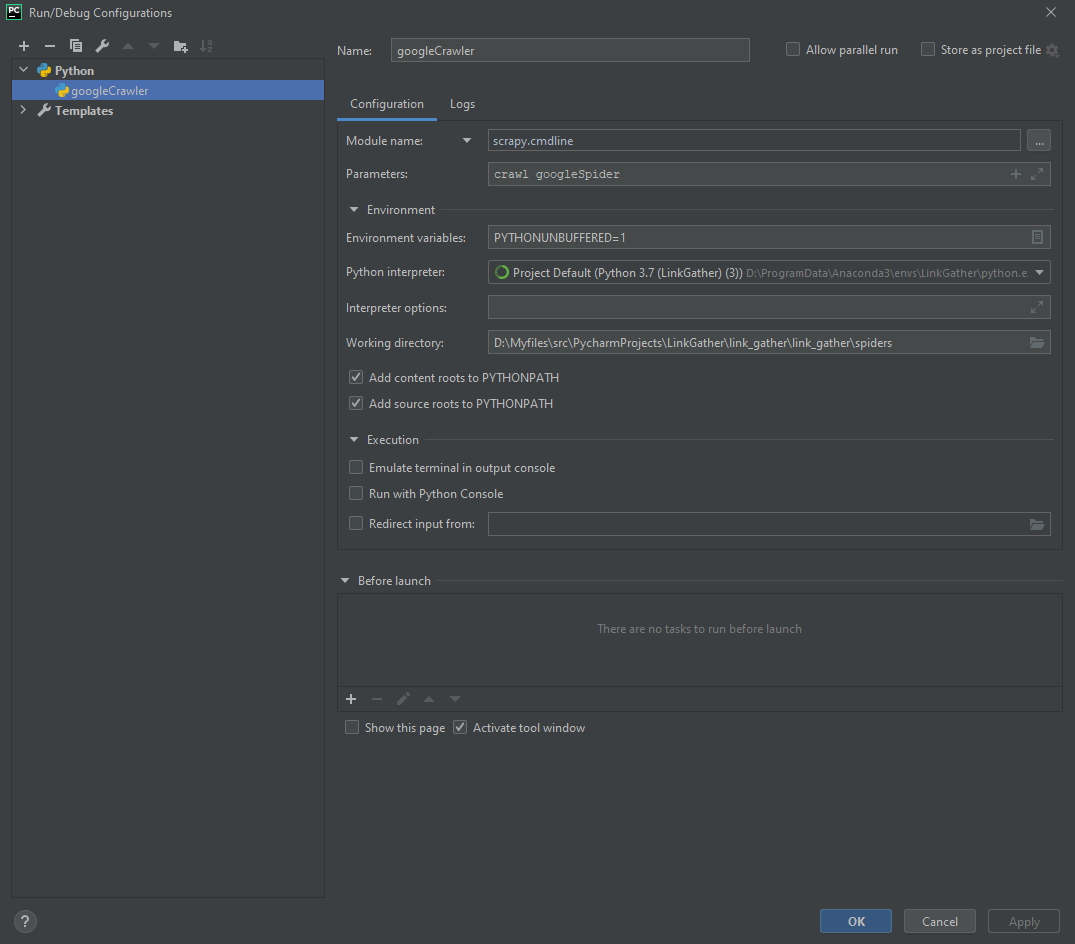 PC Run/Debug Configurations
Python
googleCrawler
Templates
Name: googleCrawler Allow parallel run Store as project file
Configuration Logs
Module name: scrapy.cmdline ...
Parameters: crawl googleSpider
Environment
Environment variables: PYTHONUNBUFFERED=1
Python interpreter: Project Default (Python 3.7 (LinkGather) (3)) D:\ProgramData\Anaconda3\envs\LinkGather\python.e
Interpreter options:
Working directory: D:\Myfiles\src\PycharmProjects\LinkGather\link_gather\link_gather\spiders
Add content roots to PYTHONPATH
Add source roots to PYTHONPATH
Execution
Emulate terminal in output console
Run with Python Console
Redirect input from:
Before launch
There are no tasks to run before launch
Show this page Activate tool window
? OK Cancel Apply